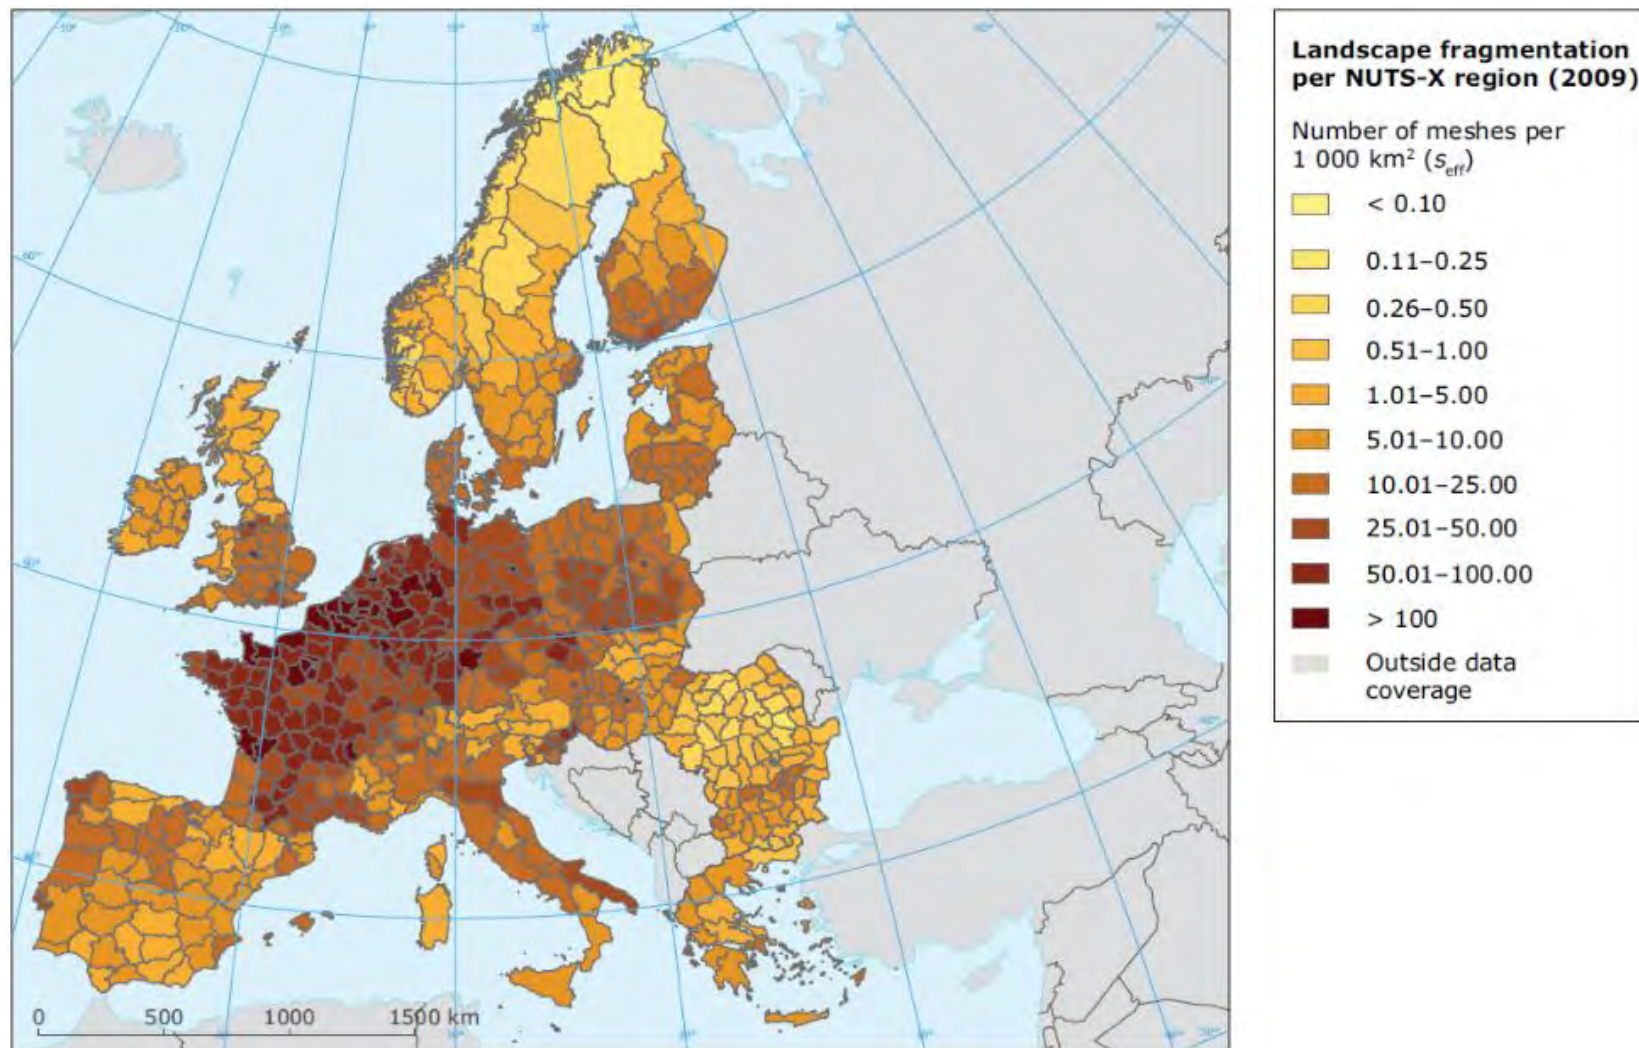 Landscape fragmentation
per NUTS-X region (2009)
Number of meshes per
1 000 km² (s_eff)
< 0.10
0.11–0.25
0.26–0.50
0.51–1.00
1.01–5.00
5.01–10.00
10.01–25.00
25.01–50.00
50.01–100.00
> 100
Outside data
coverage
0 500 1000 1500 km